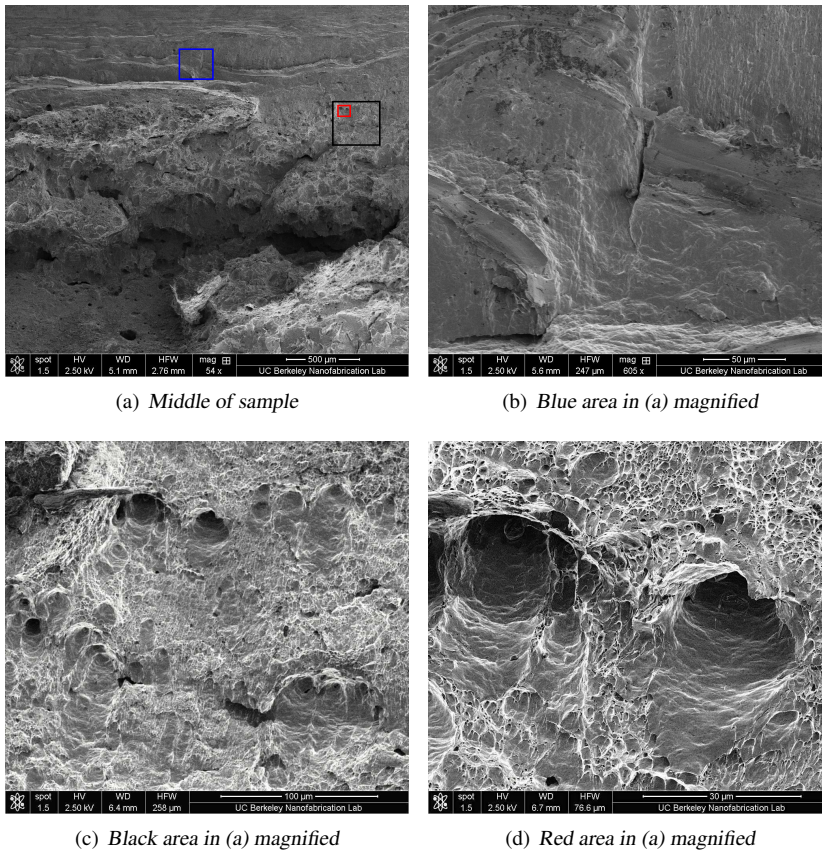 spot HV WD HFW mag 500 µm
1.5 2.50 kV 5.1 mm 2.76 mm 54 x UC Berkeley Nanofabrication Lab
(a) Middle of sample
spot HV WD HFW mag 50 µm
1.5 2.50 kV 5.6 mm 247 µm 605 x UC Berkeley Nanofabrication Lab
(b) Blue area in (a) magnified
spot HV WD HFW 100 µm
1.5 2.50 kV 6.4 mm 258 µm UC Berkeley Nanofabrication Lab
(c) Black area in (a) magnified
spot HV WD HFW 30 µm
1.5 2.50 kV 6.7 mm 76.6 µm UC Berkeley Nanofabrication Lab
(d) Red area in (a) magnified